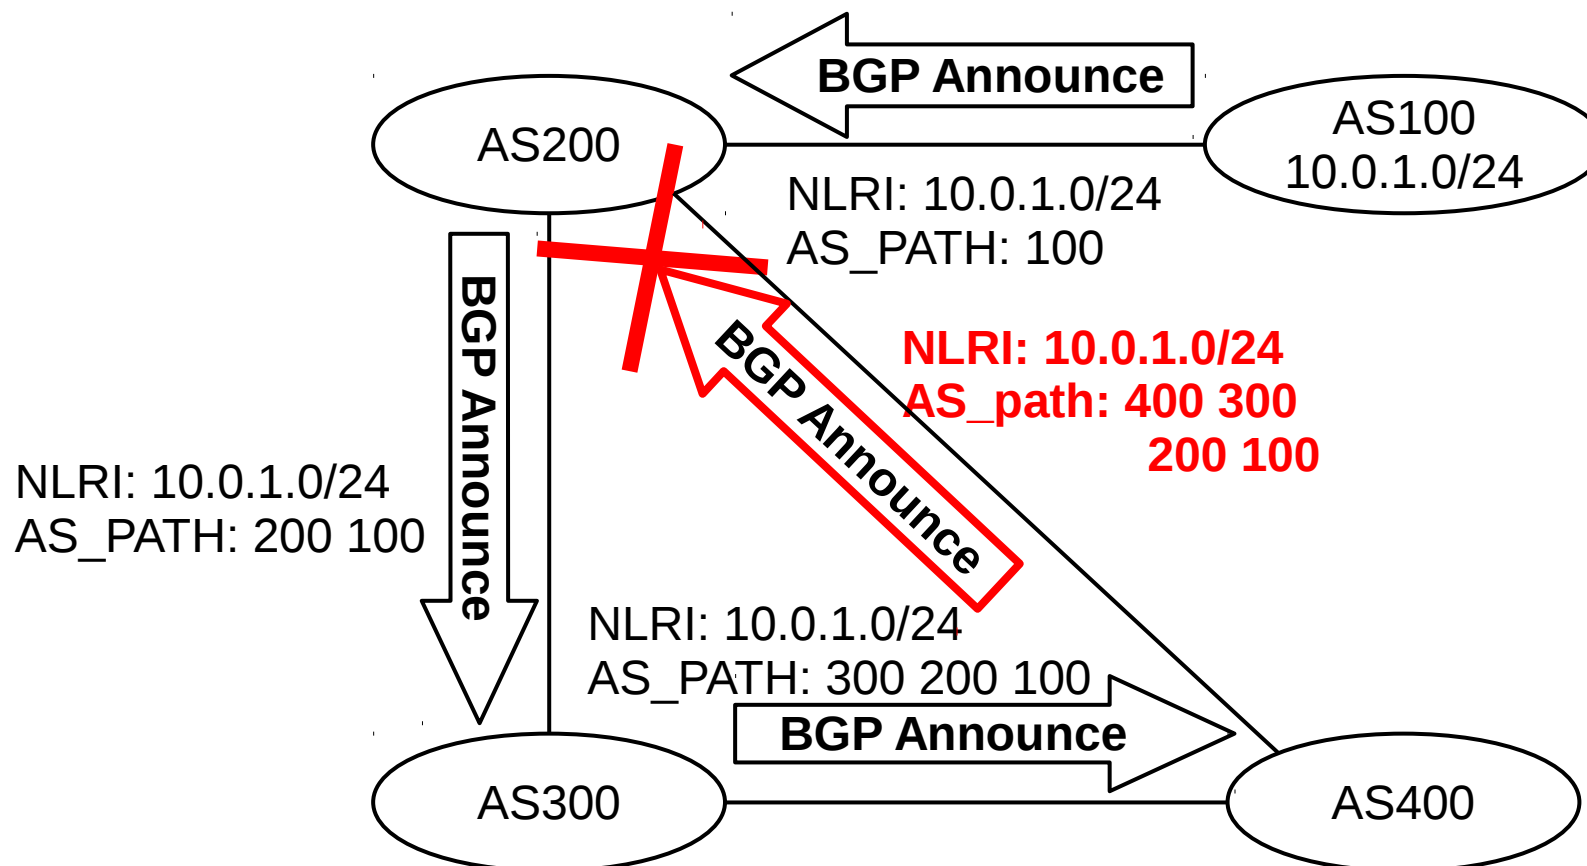 BGP Announce
AS200
AS100
10.0.1.0/24
NLRI: 10.0.1.0/24
AS_PATH: 100
BGP Announce
BGP Announce
NLRI: 10.0.1.0/24
AS_path: 400 300
200 100
NLRI: 10.0.1.0/24
AS_PATH: 200 100
NLRI: 10.0.1.0/24
AS_PATH: 300 200 100
BGP Announce
AS300
AS400